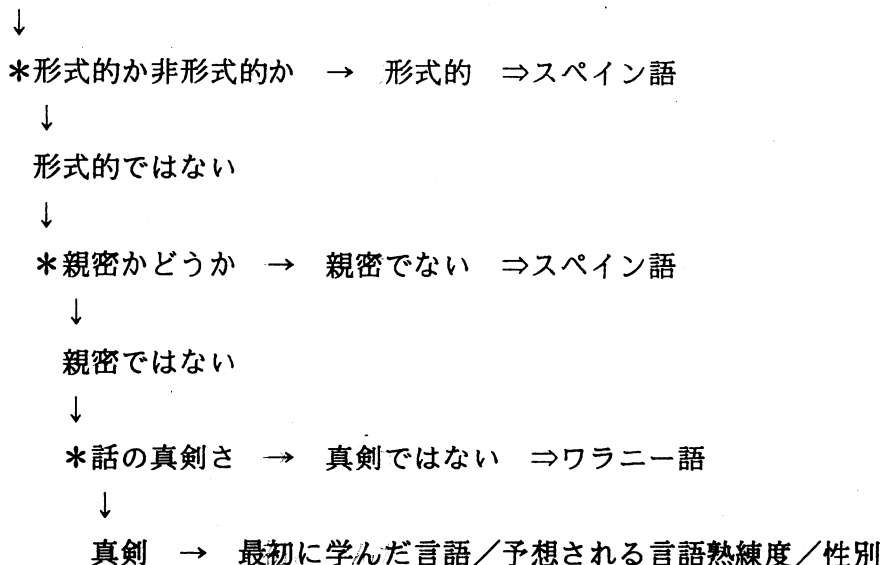 ↓
＊形式的か非形式的か → 形式的 ⇒スペイン語
↓
形式的ではない
↓
＊親密かどうか → 親密でない ⇒スペイン語
↓
親密ではない
↓
＊話の真剣さ → 真剣ではない ⇒ワラニー語
↓
真剣 → 最初に学んだ言語／予想される言語熟練度／性別